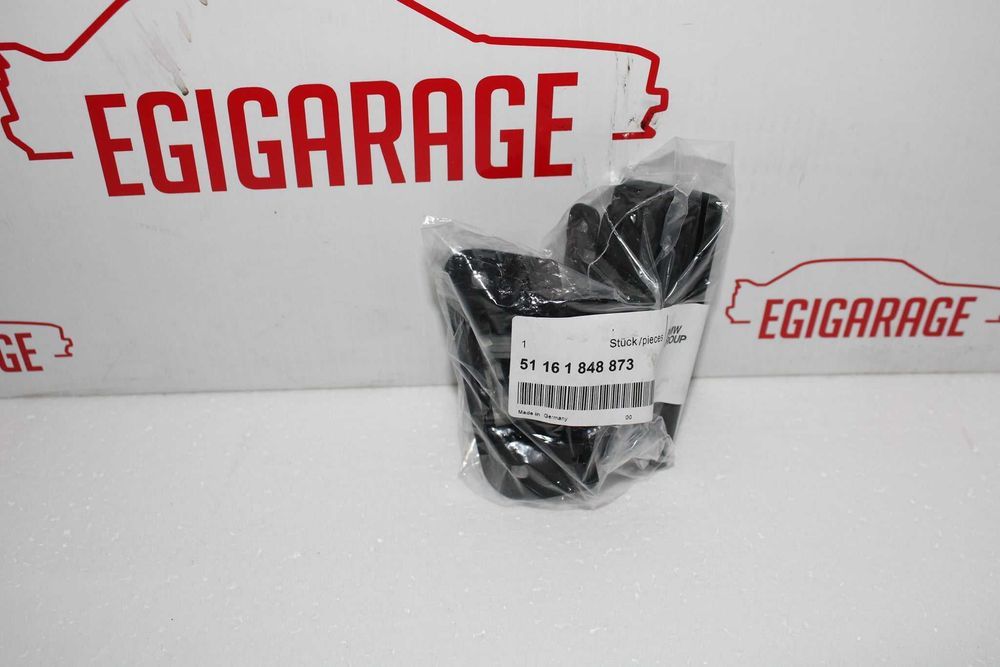 EGIGARAGE
EGIGARAGE
GE
1 Stück/pieces
51 16 1 848 873
Made in Germany 00